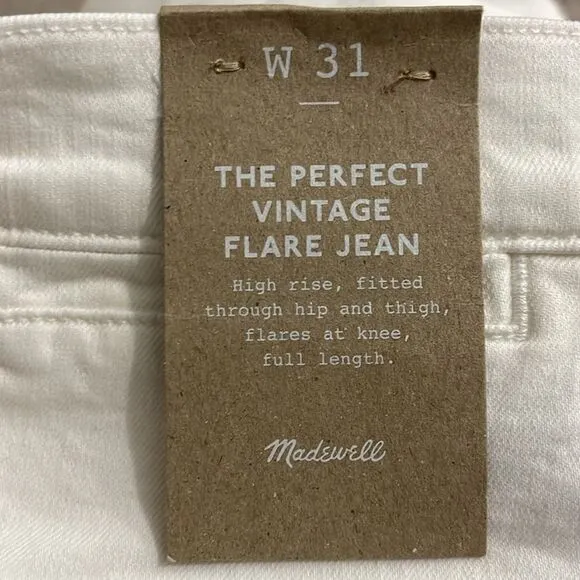 W 31
THE PERFECT
VINTAGE
FLARE JEAN
High rise, fitted
through hip and thigh,
flares at knee,
full length.
Madewell